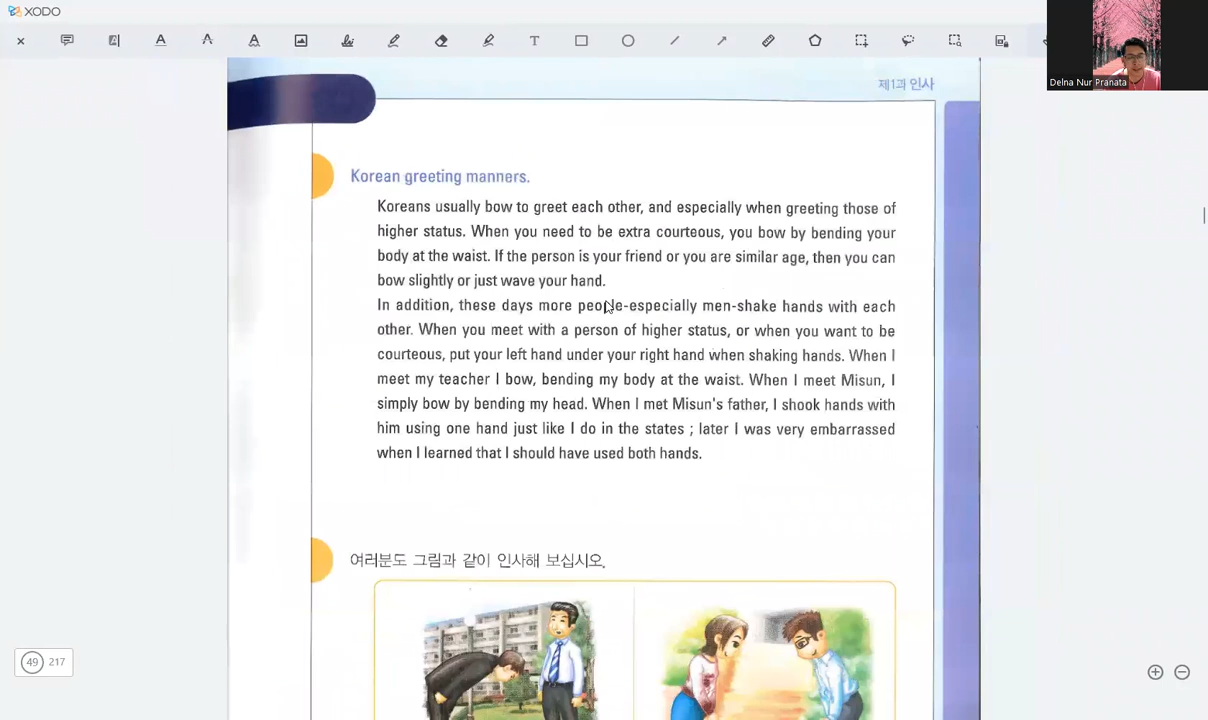 XODO
Delna Nur Pranata
제1과 인사
Korean greeting manners.
Koreans usually bow to greet each other, and especially when greeting those of
higher status. When you need to be extra courteous, you bow by bending your
body at the waist. If the person is your friend or you are similar age, then you can
bow slightly or just wave your hand.
In addition, these days more people-especially men-shake hands with each
other. When you meet with a person of higher status, or when you want to be
courteous, put your left hand under your right hand when shaking hands. When I
meet my teacher I bow, bending my body at the waist. When I meet Misun, I
simply bow by bending my head. When I met Misun's father, I shook hands with
him using one hand just like I do in the states ; later I was very embarrassed
when I learned that I should have used both hands.
여러분도 그림과 같이 인사해 보십시오.
49 217